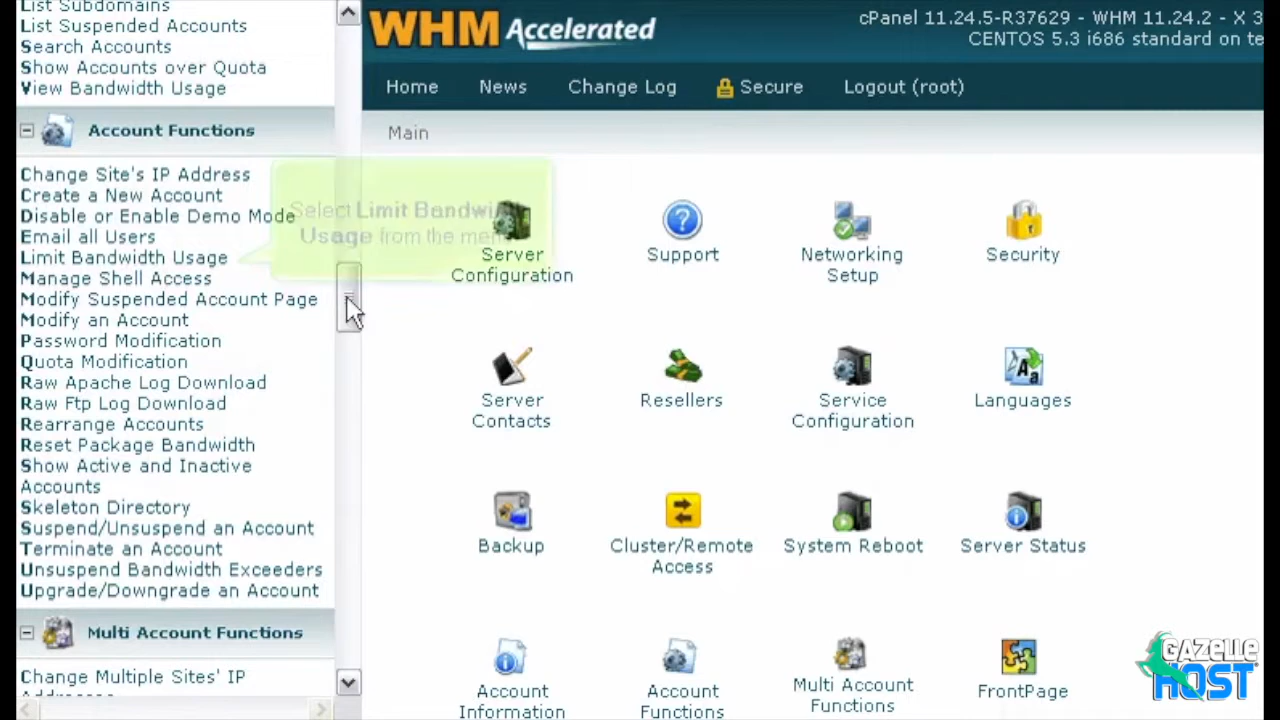 List Subdomains
List Suspended Accounts
Search Accounts
Show Accounts over Quota
View Bandwidth Usage
Account Functions
Change Site's IP Address
Create a New Account
Disable or Enable Demo Mode
Email all Users
Limit Bandwidth Usage
Manage Shell Access
Modify Suspended Account Page
Modify an Account
Password Modification
Quota Modification
Raw Apache Log Download
Raw Ftp Log Download
Rearrange Accounts
Reset Package Bandwidth
Show Active and Inactive
Accounts
Skeleton Directory
Suspend/Unsuspend an Account
Terminate an Account
Unsuspend Bandwidth Exceeders
Upgrade/Downgrade an Account
Multi Account Functions
Change Multiple Sites' IP
Addresses
Select Limit Bandwi
Usage from the men
WHM Accelerated
cPanel 11.24.5-R37629 - WHM 11.24.2 - X 3
CENTOS 5.3 i686 standard on te
Home News Change Log Secure Logout (root)
Main
Server
Configuration
Support
Networking
Setup
Security
Server
Contacts
Resellers
Service
Configuration
Languages
Backup
Cluster/Remote
Access
System Reboot
Server Status
Account
Information
Account
Functions
Multi Account
Functions
FrontPage
GAZELLE
HOST